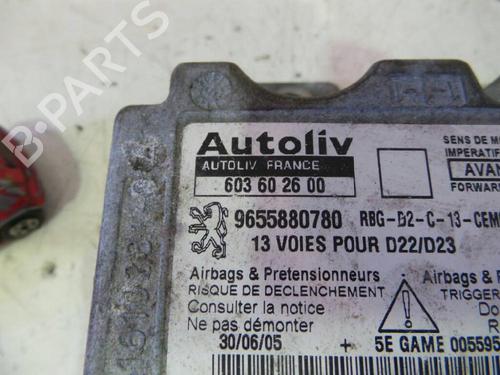 Autoliv
AUTOLIV FRANCE
603 60 26 00
SENS DE
IMPERATIF
AVAN
FORWAR
9655880780 RBG-D2-C-13-CEM
13 VOIES POUR D22/D23
Airbags & Pretensionneurs
RISQUE DE DECLENCHEMENT
Consulter la notice
Ne pas démonter
Airbags &
TRIGGER
Do
R
30/06/05 + 5E GAME 005595
B-PARTS